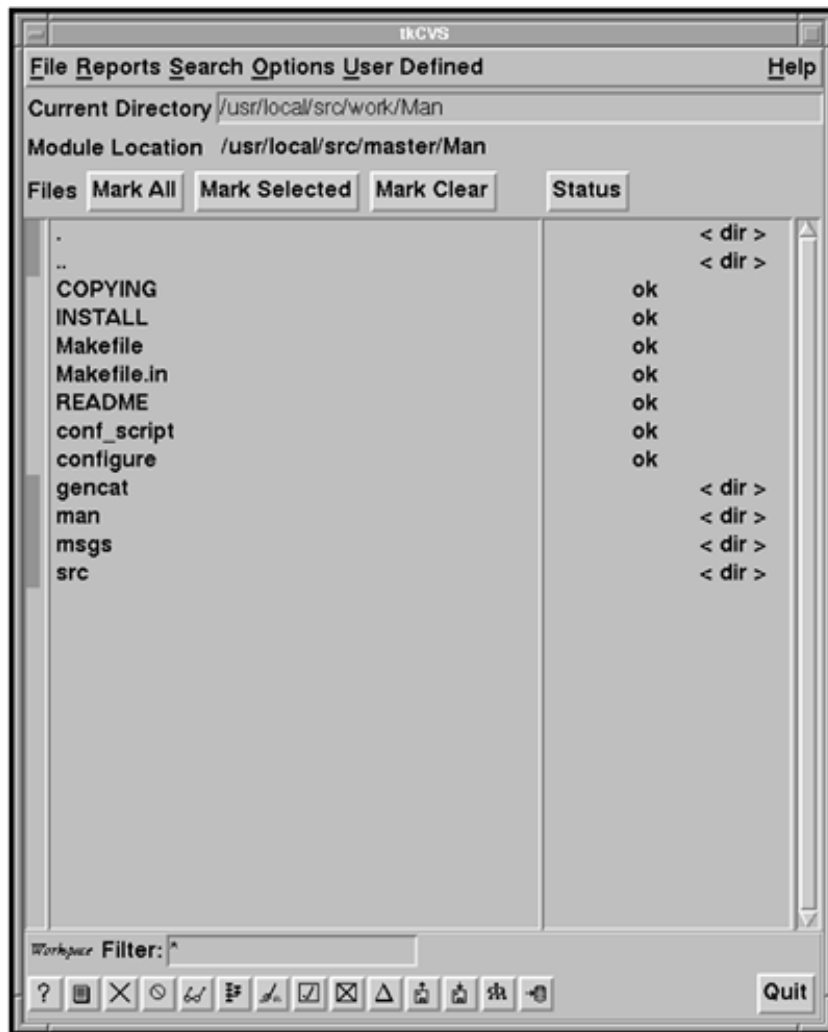 tkCVS
File Reports Search Options User Defined Help
Current Directory /usr/local/src/work/Man
Module Location /usr/local/src/master/Man
Files Mark All Mark Selected Mark Clear Status
. < dir >
.. < dir >
COPYING ok
INSTALL ok
Makefile ok
Makefile.in ok
README ok
conf_script ok
configure ok
gencat < dir >
man < dir >
msgs < dir >
src < dir >
Workspace Filter: *
? Quit